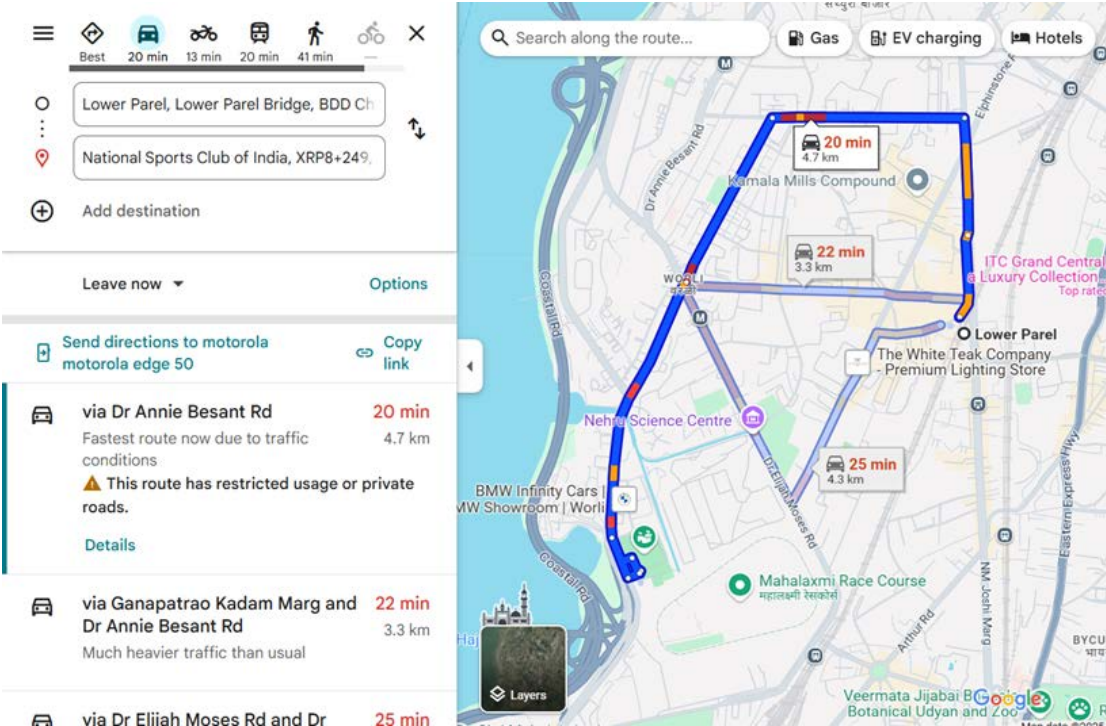 Best
20 min
13 min
20 min
41 min
—
Lower Parel, Lower Parel Bridge, BDD Ch
National Sports Club of India, XRP8+249,
Add destination
Leave now
Options
Send directions to motorola
motorola edge 50
Copy
link
via Dr Annie Besant Rd
20 min
Fastest route now due to traffic
conditions
4.7 km
This route has restricted usage or private
roads.
Details
via Ganapatrao Kadam Marg and
Dr Annie Besant Rd
22 min
3.3 km
Much heavier traffic than usual
via Dr Elijah Moses Rd and Dr
25 min
Search along the route...
Gas
EV charging
Hotels
Elphinstone
Dr Annie Besant Rd
20 min
4.7 km
Kamala Mills Compound
22 min
3.3 km
WORLI
वरळी
ITC Grand Central
a Luxury Collection
Top rated
Coastal Rd
M
M
Lower Parel
The White Teak Company
- Premium Lighting Store
Nehru Science Centre
25 min
4.3 km
Dr Elijah Moses Rd
Eastern Express Hwy
BMW Infinity Cars |
MW Showroom | Worli
Coastal Rd
Mahalaxmi Race Course
महालक्ष्मी रेसकोर्स
NM Joshi Marg
Arthur Rd
Haj
BYCU
Layers
Veermata Jijabai B
Botanical Udyan and Zoo
Google